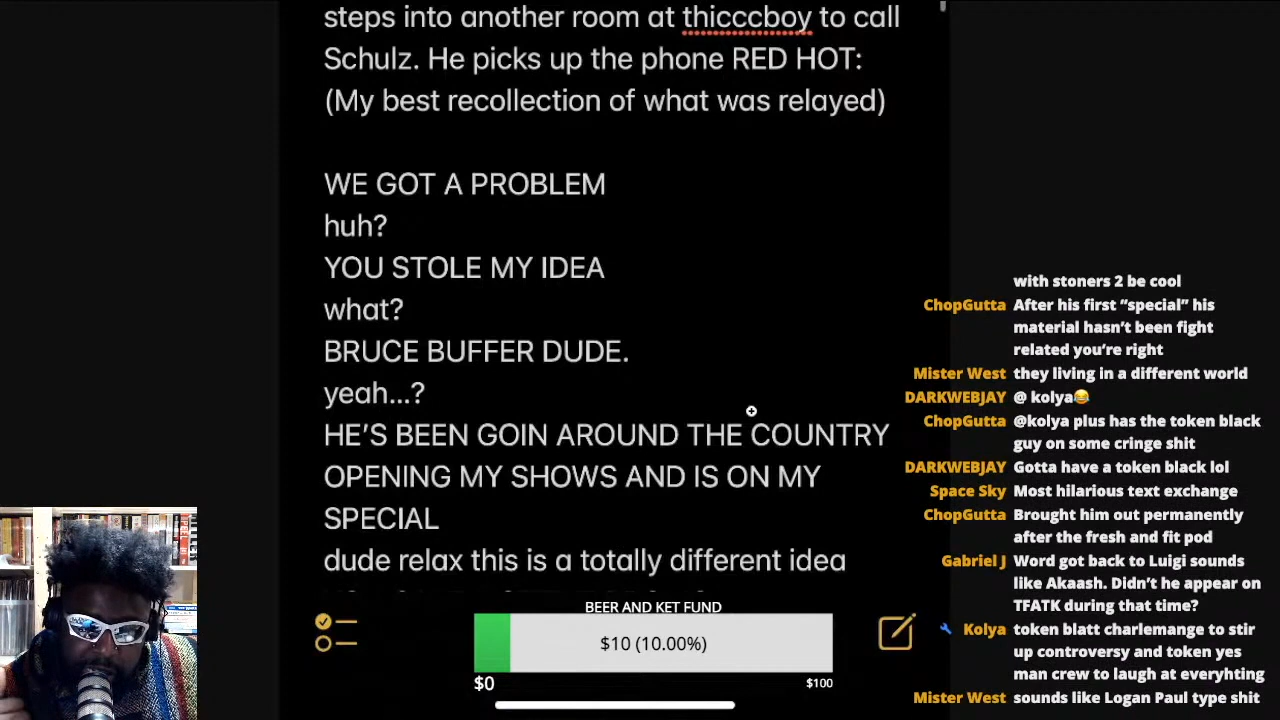 steps into another room at thicccboy to call
Schulz. He picks up the phone RED HOT:
(My best recollection of what was relayed)
WE GOT A PROBLEM
huh?
YOU STOLE MY IDEA
what?
BRUCE BUFFER DUDE.
yeah...?
HE'S BEEN GOIN AROUND THE COUNTRY
OPENING MY SHOWS AND IS ON MY
SPECIAL
dude relax this is a totally different idea
BEER AND KET FUND
$10 (10.00%)
$0
$100
with stoners 2 be cool
ChopGutta After his first “special” his
material hasn’t been fight
related you’re right
Mister West they living in a different world
DARKWEBJAY @ kolya😂
ChopGutta @kolya plus has the token black
guy on some cringe shit
DARKWEBJAY Gotta have a token black lol
Space Sky Most hilarious text exchange
ChopGutta Brought him out permanently
after the fresh and fit pod
Gabriel J Word got back to Luigi sounds
like Akaash. Didn’t he appear on
TFATK during that time?
Kolya token blatt charlemange to stir
up controversy and token yes
man crew to laugh at everyhting
Mister West sounds like Logan Paul type shit